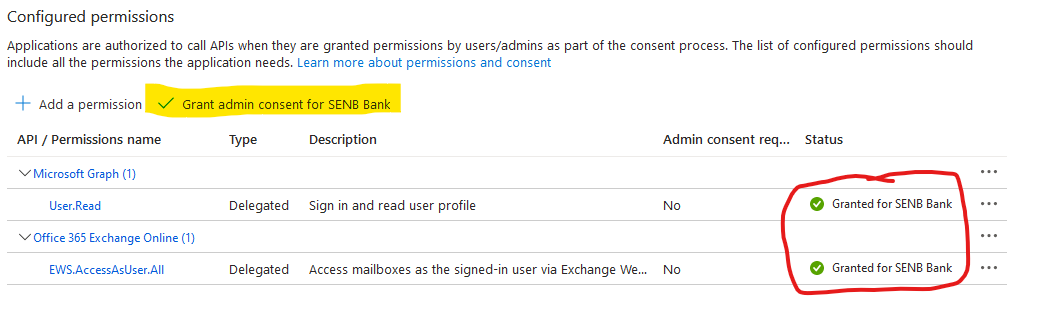 Configured permissions
Applications are authorized to call APIs when they are granted permissions by users/admins as part of the consent process. The list of configured permissions should
include all the permissions the application needs. Learn more about permissions and consent
Add a permission Grant admin consent for SENB Bank
API / Permissions name Type Description Admin consent req... Status
Microsoft Graph (1)
User.Read Delegated Sign in and read user profile No Granted for SENB Bank
Office 365 Exchange Online (1)
EWS.AccessAsUser.All Delegated Access mailboxes as the signed-in user via Exchange We... No Granted for SENB Bank